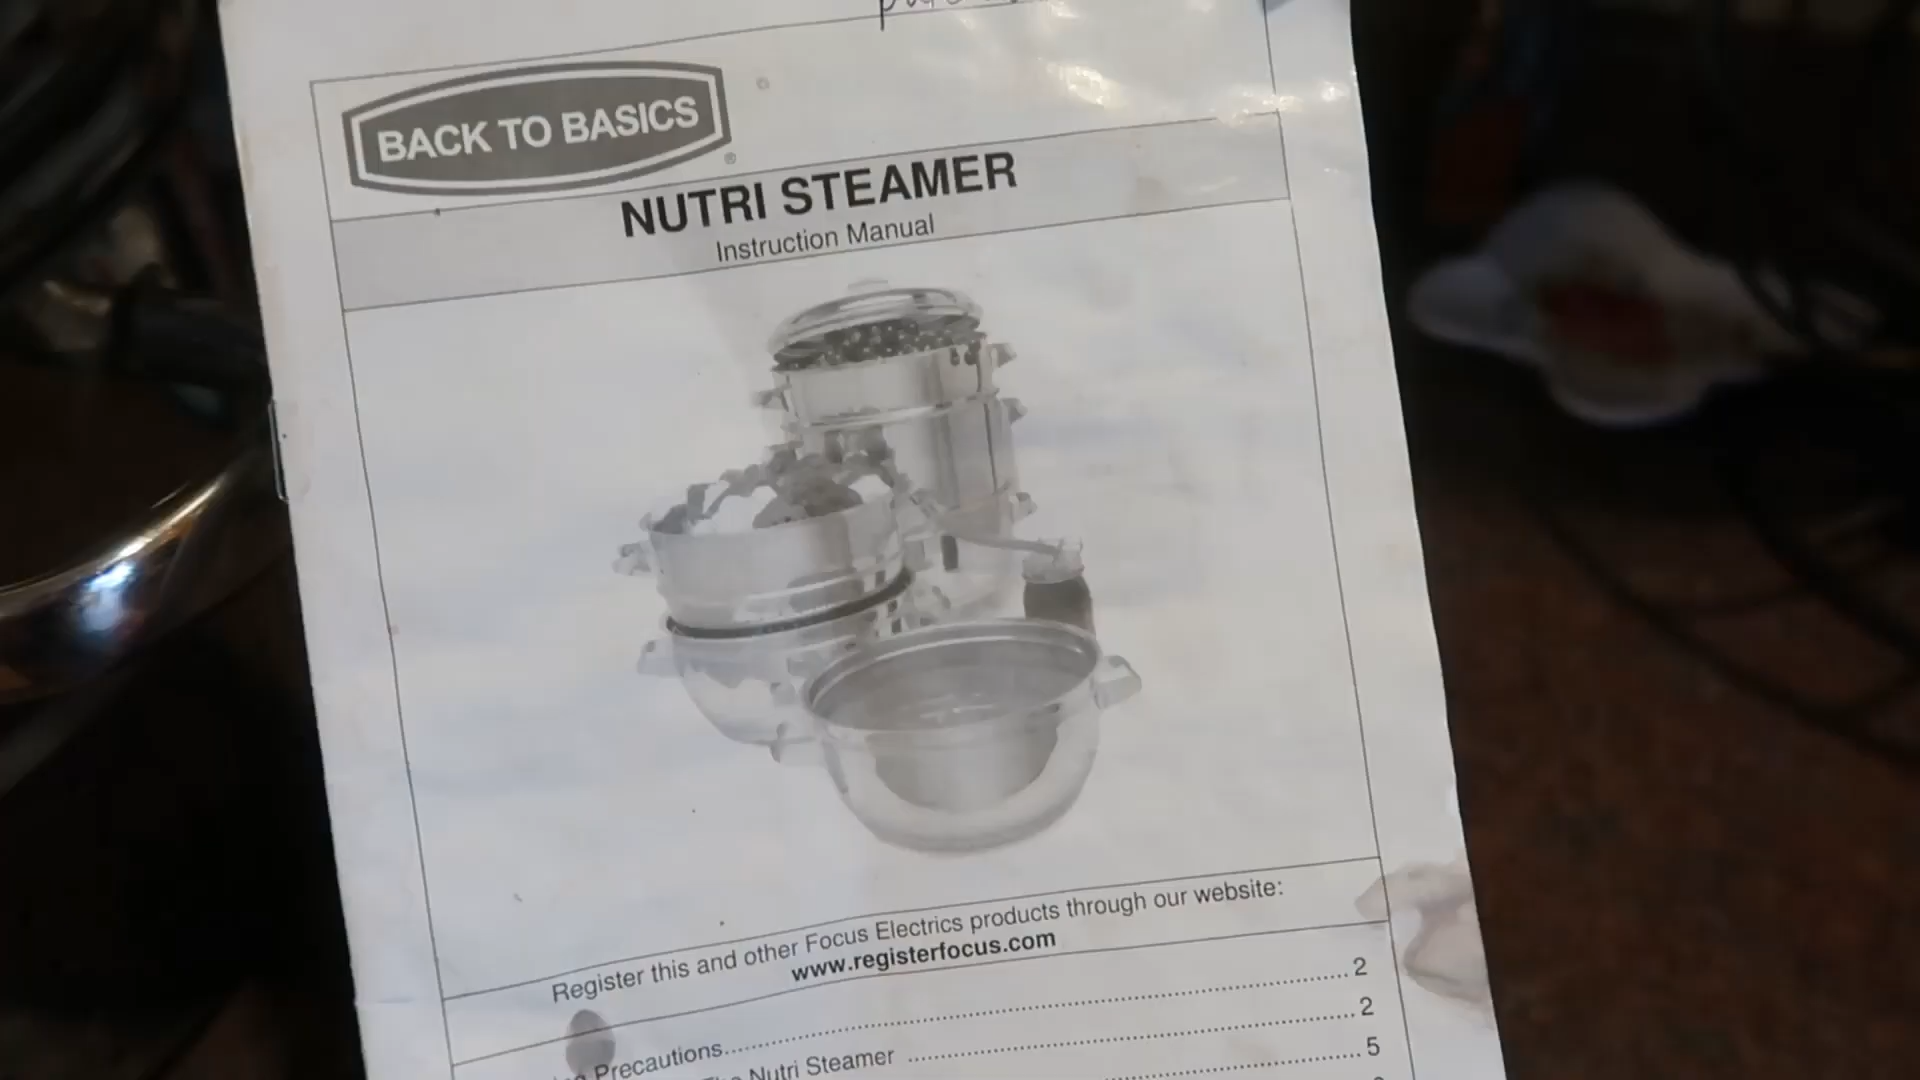 BACK TO BASICS
®
NUTRI STEAMER
Instruction Manual
Register this and other Focus Electrics products through our website:
www.registerfocus.com
Precautions........................................................2
Nutri Steamer ........................................................2
........................................................5